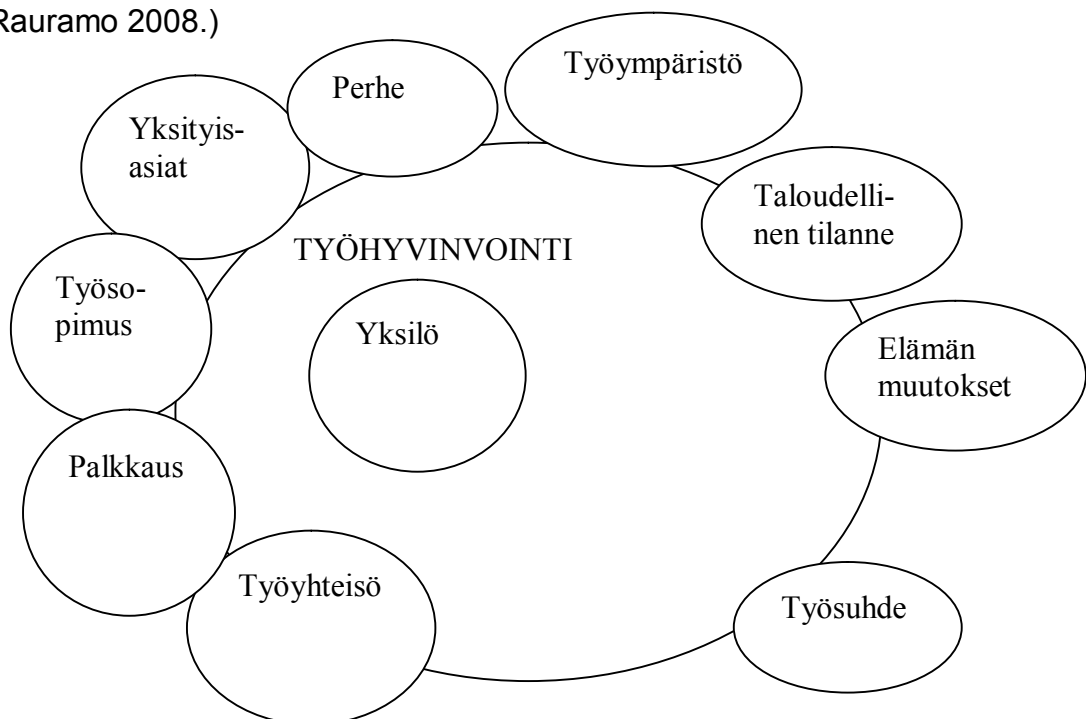 Rauramo 2008.)
Työympäristö
Perhe
Yksityis-
asiat
Taloudelli-
nen tilanne
TYÖHYVINVOINTI
Työso-
pimus
Yksilö
Elämän
muutokset
Palkkaus
Työyhteisö
Työsuhde